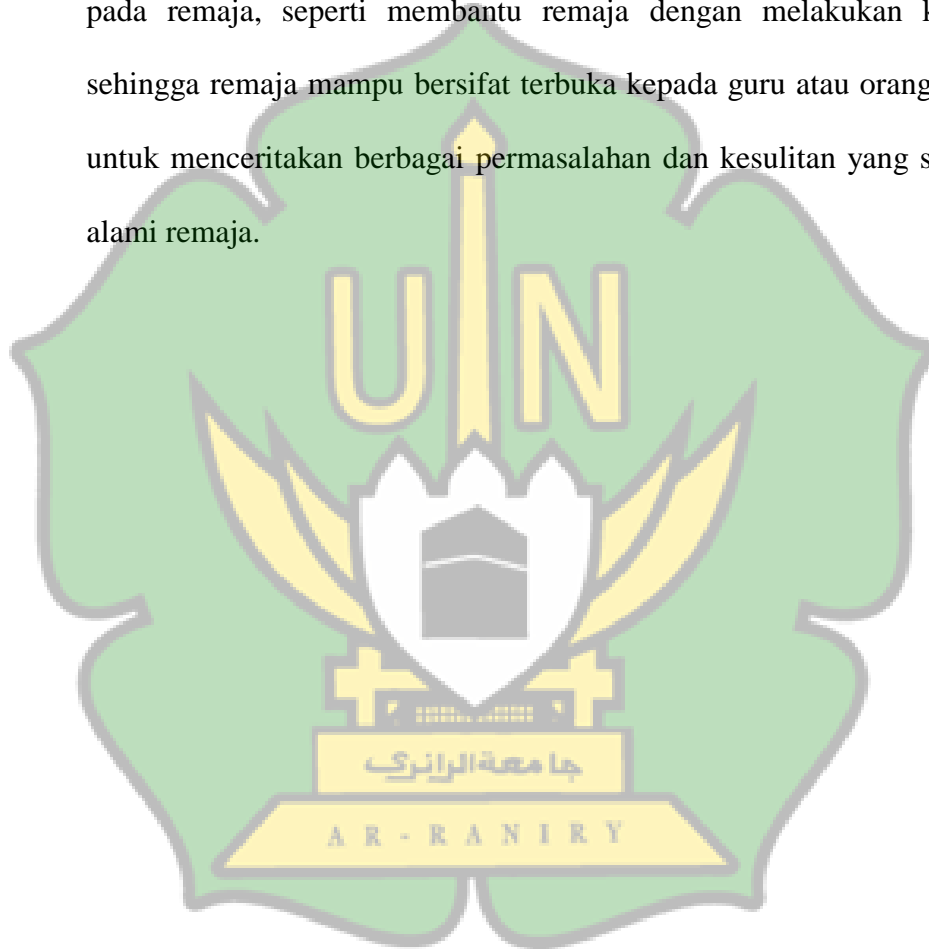 pada remaja, seperti membantu remaja dengan melakukan
sehingga remaja mampu bersifat terbuka kepada guru atau orang
untuk menceritakan berbagai permasalahan dan kesulitan yang
alami remaja.
UIN
جامعة الرانري
AR-RANIRY